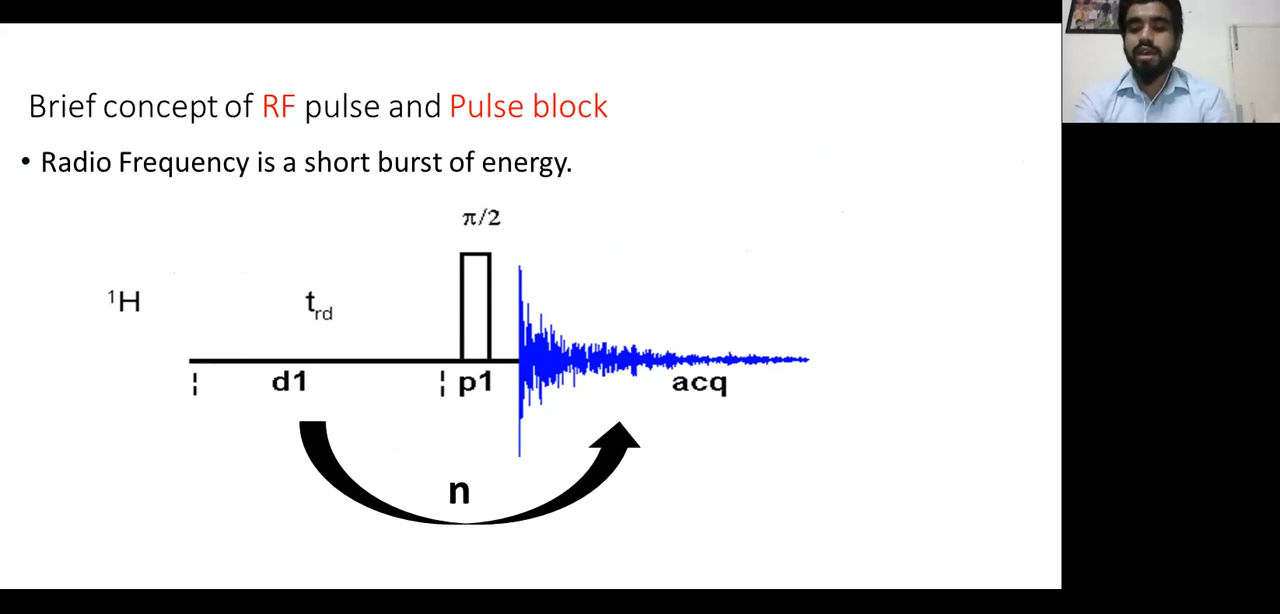 Brief concept of RF pulse and Pulse block
• Radio Frequency is a short burst of energy.
π/2
¹H
t_rd
d1
p1
acq
n